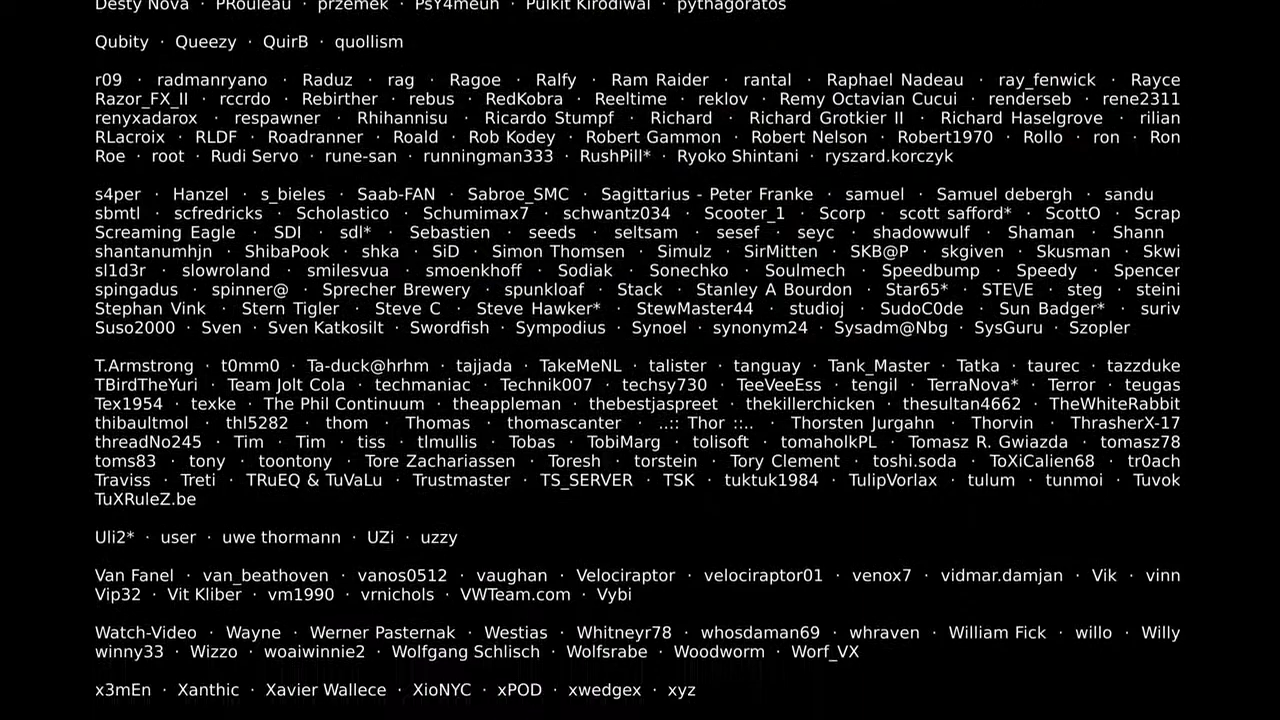 Desty Nova · PRouleau · przemek · PsY4meuh · Pulkit Kirodiwal · pythagoratos
Qubity · Queezy · QuirB · quollism
r09 · radmanryano · Raduz · rag · Ragoe · Ralfy · Ram Raider · rantal · Raphael Nadeau · ray_fenwick · Rayce
Razor_FX_II · rccrdo · Rebirther · rebus · RedKobra · Reeltime · reklov · Remy Octavian Cucui · renderseb · rene2311
renyxadarox · respawner · Rhihannisu · Ricardo Stumpf · Richard · Richard Grotkier II · Richard Haselgrove · rilian
RLacroix · RLDF · Roadranner · Roald · Rob Kodey · Robert Gammon · Robert Nelson · Robert1970 · Rollo · ron · Ron
Roe · root · Rudi Servo · rune-san · runningman333 · RushPill* · Ryoko Shintani · ryszard.korczyk
s4per · Hanzel · s_bieles · Saab-FAN · Sabroe_SMC · Sagittarius - Peter Franke · samuel · Samuel debergh · sandu
sbmtl · scfredricks · Scholastico · Schumimax7 · schwantz034 · Scooter_1 · Scorp · scott safford* · ScottO · Scrap
Screaming Eagle · SDI · sdl* · Sebastien · seeds · seltsam · sesef · seyc · shadowwulf · Shaman · Shann
shantanumhjn · ShibaPook · shka · SiD · Simon Thomsen · Simulz · SirMitten · SKB@P · skgiven · Skusman · Skwi
sl1d3r · slowroland · smilesvua · smoenkhoff · Sodiak · Sonechko · Soulmech · Speedbump · Speedy · Spencer
spingadus · spinner@ · Sprecher Brewery · spunkloaf · Stack · Stanley A Bourdon · Star65* · STE\/E · steg · steini
Stephan Vink · Stern Tigler · Steve C · Steve Hawker* · StewMaster44 · studioj · SudoC0de · Sun Badger* · suriv
Suso2000 · Sven · Sven Katkosilt · Swordfish · Sympodius · Synoel · synonym24 · Sysadm@Nbg · SysGuru · Szopler
T.Armstrong · t0mm0 · Ta-duck@hrhm · tajjada · TakeMeNL · talister · tanguay · Tank_Master · Tatka · taurec · tazzduke
TBirdTheYuri · Team Jolt Cola · techmaniac · Technik007 · techsy730 · TeeVeeEss · tengil · TerraNova* · Terror · teugas
Tex1954 · texke · The Phil Continuum · theappleman · thebestjaspreet · thekillerchicken · thesultan4662 · TheWhiteRabbit
thibaultmol · thl5282 · thom · Thomas · thomascanter · ..:: Thor ::.. · Thorsten Jurgahn · Thorvin · ThrasherX-17
threadNo245 · Tim · Tim · tiss · tlmullis · Tobas · TobiMarg · tolisoft · tomaholkPL · Tomasz R. Gwiazda · tomasz78
toms83 · tony · toontony · Tore Zachariassen · Toresh · torstein · Tory Clement · toshi.soda · ToXiCalien68 · tr0ach
Traviss · Treti · TRuEQ & TuVaLu · Trustmaster · TS_SERVER · TSK · tuktuk1984 · TulipVorlax · tulum · tunmoi · Tuvok
TuXRuleZ.be
Uli2* · user · uwe thormann · UZi · uzzy
Van Fanel · van_beathoven · vanos0512 · vaughan · Velociraptor · velociraptor01 · venox7 · vidmar.damjan · Vik · vinn
Vip32 · Vit Kliber · vm1990 · vrnichols · VWTeam.com · Vybi
Watch-Video · Wayne · Werner Pasternak · Westias · Whitneyr78 · whosdaman69 · whraven · William Fick · willo · Willy
winny33 · Wizzo · woaiwinnie2 · Wolfgang Schlisch · Wolfsrabe · Woodworm · Worf_VX
x3mEn · Xanthic · Xavier Wallece · XioNYC · xPOD · xwedgex · xyz